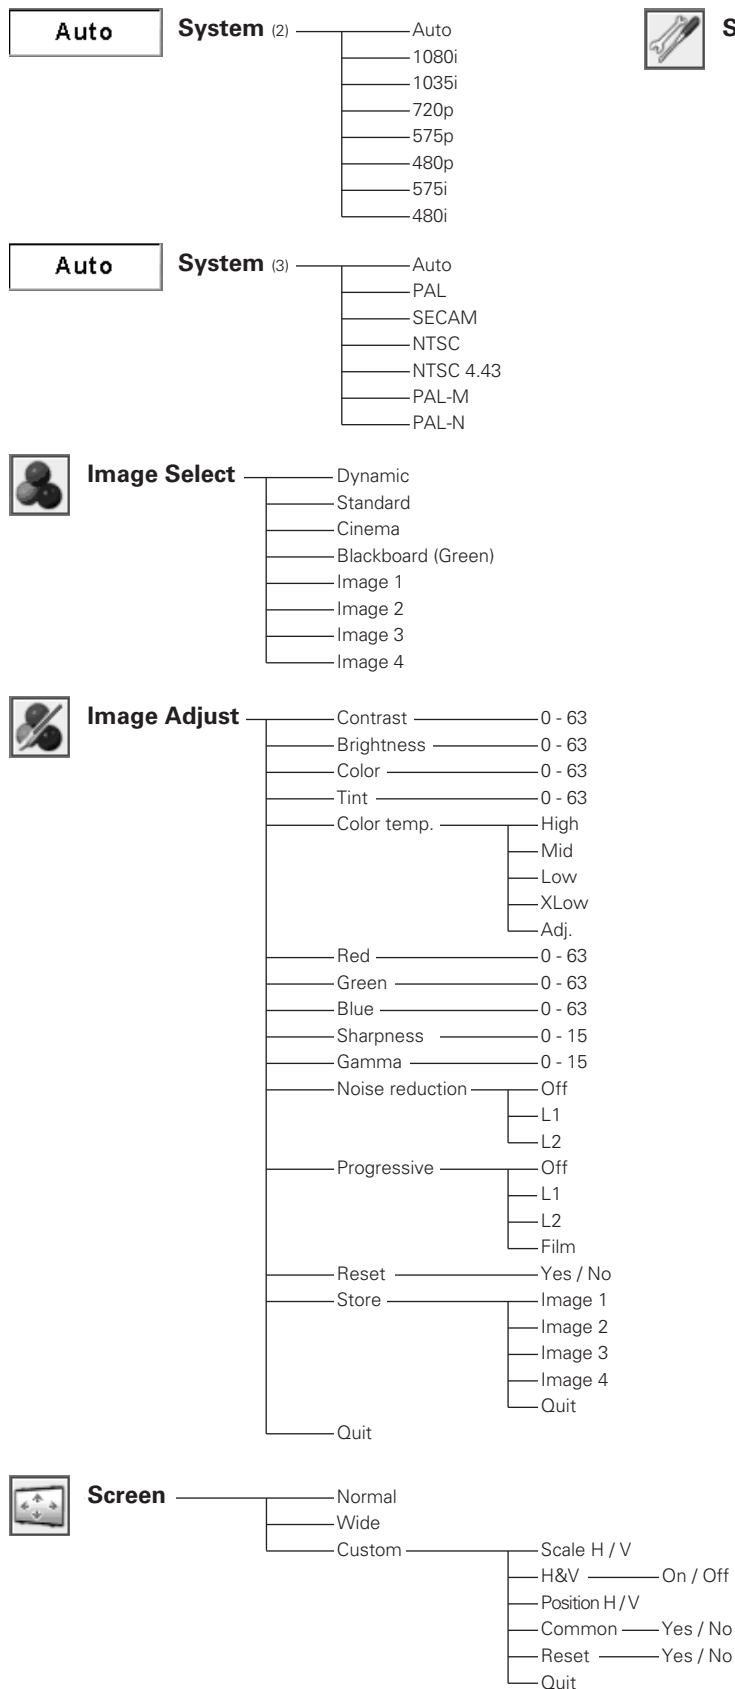 Auto System (2) Auto
1080i
1035i
720p
575p
480p
575i
480i
Auto System (3) Auto
PAL
SECAM
NTSC
NTSC 4.43
PAL-M
PAL-N
Image Select Dynamic
Standard
Cinema
Blackboard (Green)
Image 1
Image 2
Image 3
Image 4
Image Adjust Contrast 0 - 63
Brightness 0 - 63
Color 0 - 63
Tint 0 - 63
Color temp. High
Mid
Low
XLow
Adj.
Red 0 - 63
Green 0 - 63
Blue 0 - 63
Sharpness 0 - 15
Gamma 0 - 15
Noise reduction Off
L1
L2
Progressive Off
L1
L2
Film
Reset Yes / No
Store Image 1
Image 2
Image 3
Image 4
Quit
Quit
Screen Normal
Wide
Custom Scale H / V
H&V On / Off
Position H / V
Common Yes / No
Reset Yes / No
Quit